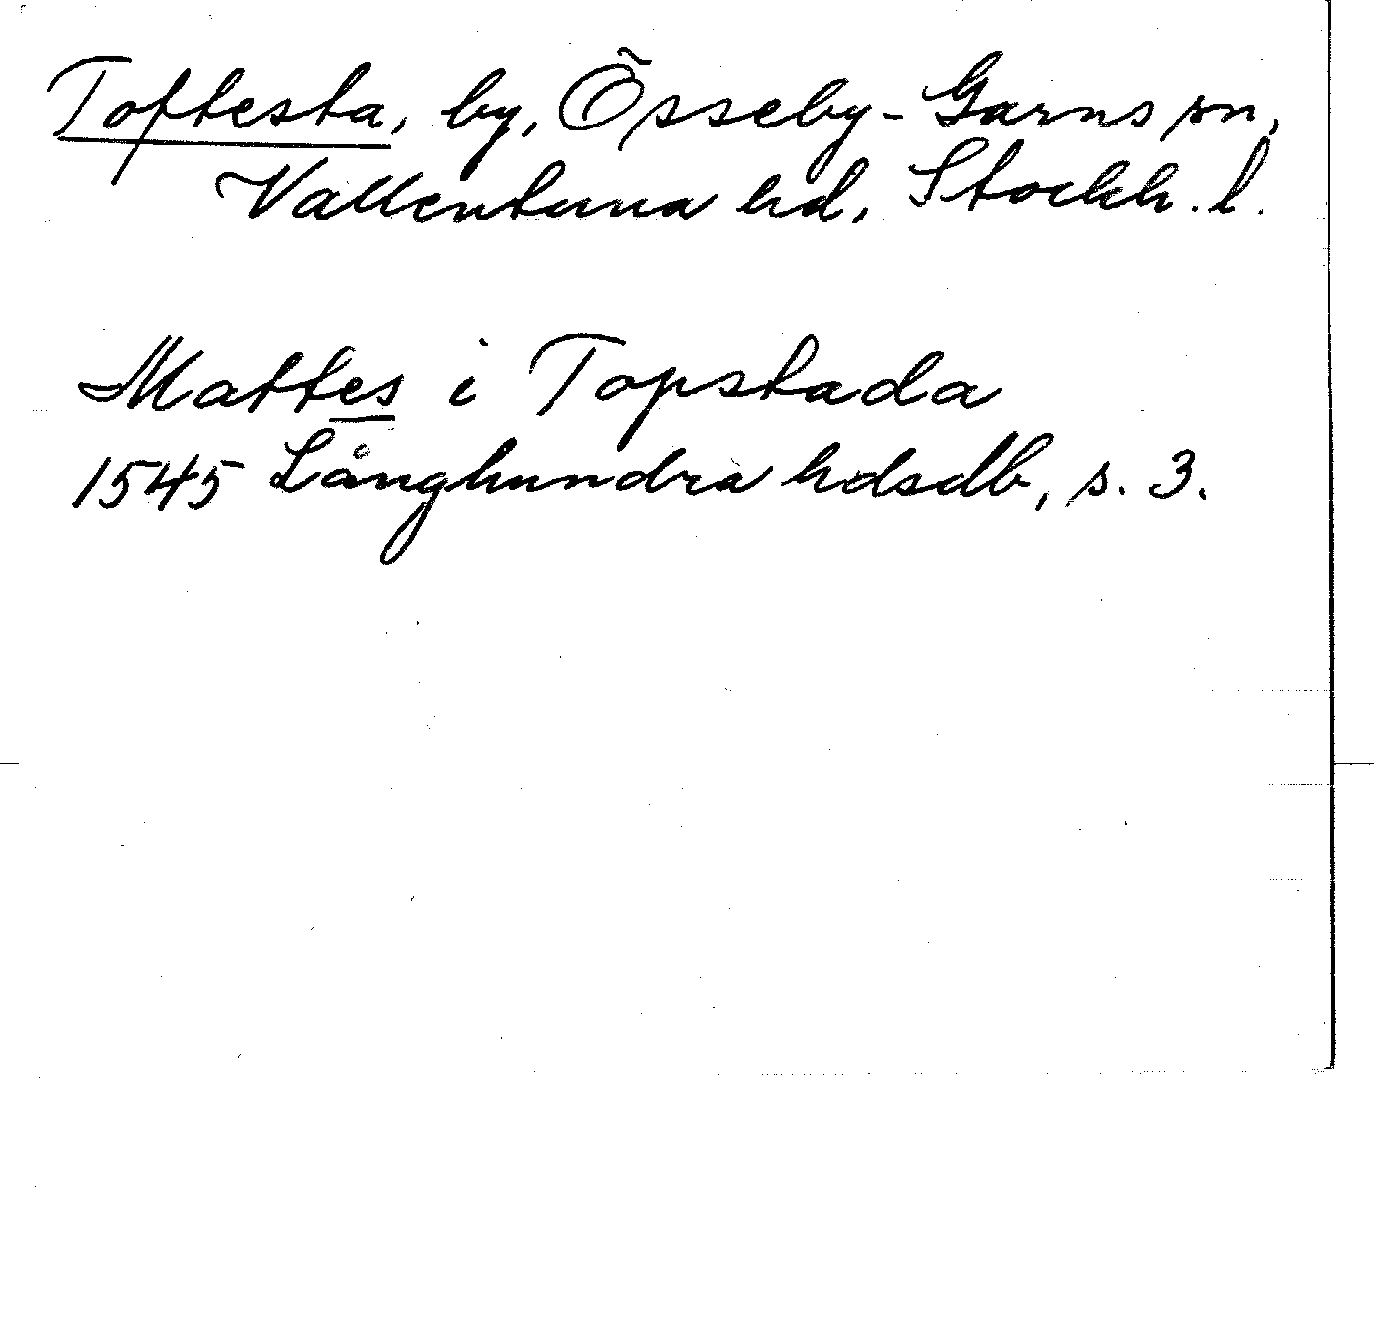 Toftesta, by, Össeby-Garns sn,
Vallentuna hd, Stockh. l.
Mattes i Topstada
1545 Långhundra hdsdb, s. 3.